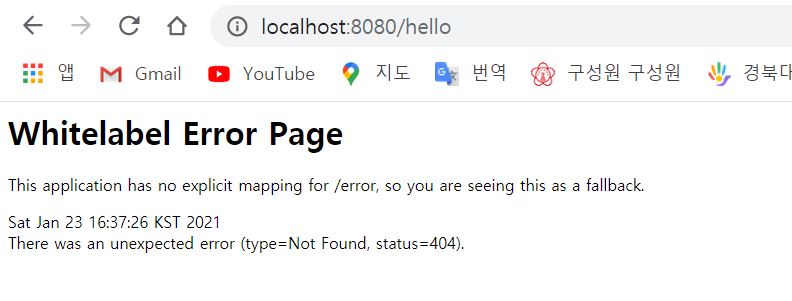 localhost:8080/hello
앱 Gmail YouTube 지도 번역 구성원 구성원 경북대
Whitelabel Error Page
This application has no explicit mapping for /error, so you are seeing this as a fallback.
Sat Jan 23 16:37:26 KST 2021
There was an unexpected error (type=Not Found, status=404).